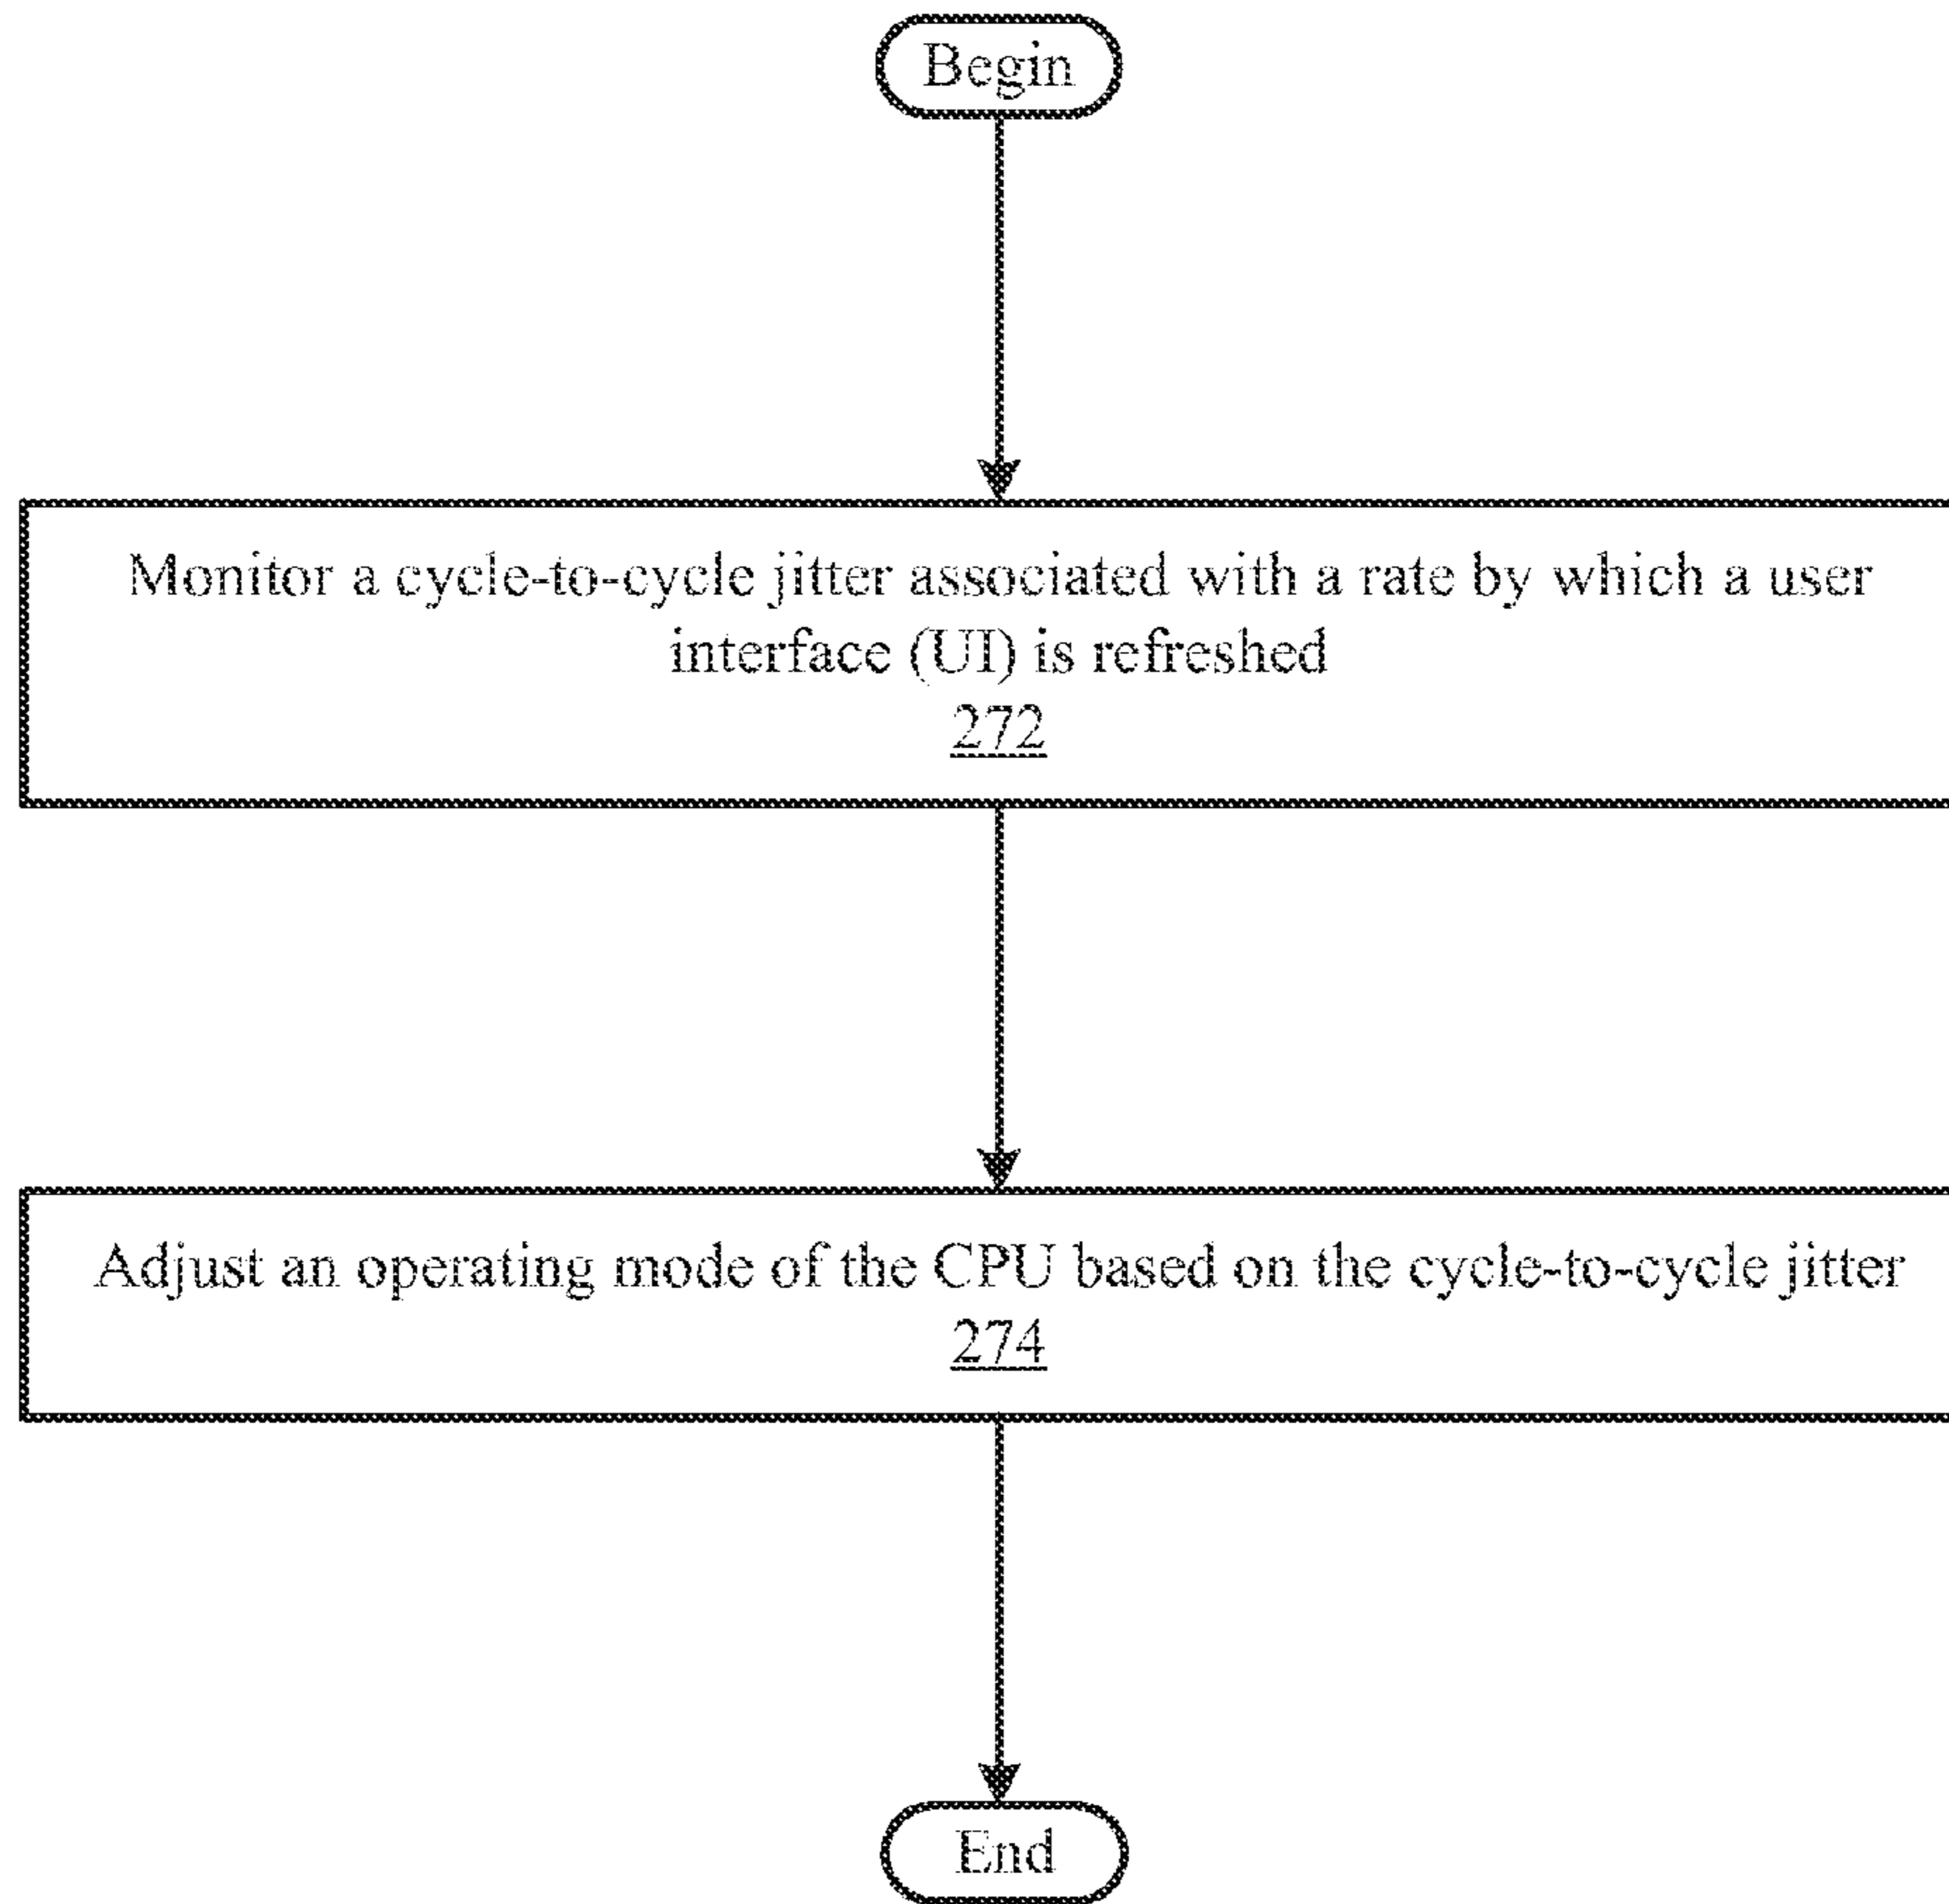 Begin
Monitor a cycle-to-cycle jitter associated with a rate by which a user
interface (UI) is refreshed
272
Adjust an operating mode of the CPU based on the cycle-to-cycle jitter
274
End